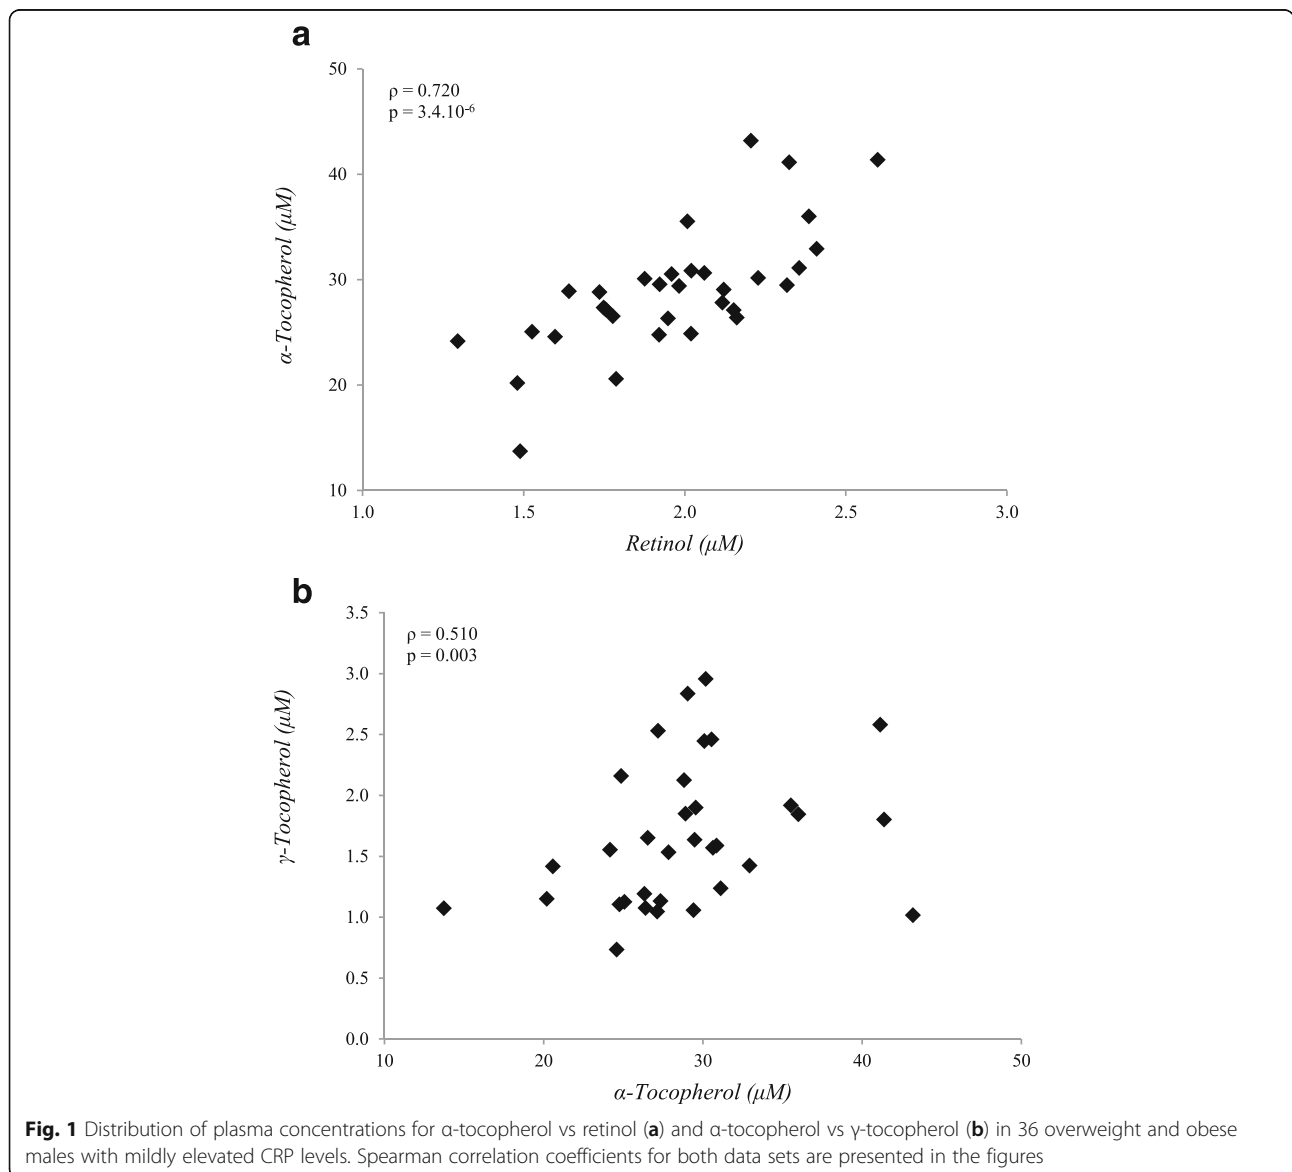 a
50
40
30
20
10
ρ = 0.720
p = 3.4.10⁻⁶
α-Tocopherol (μM)
1.0 1.5 2.0 2.5 3.0
Retinol (μM)
b
3.5
3.0
2.5
2.0
1.5
1.0
0.5
0.0
ρ = 0.510
p = 0.003
γ-Tocopherol (μM)
10 20 30 40 50
α-Tocopherol (μM)
Fig. 1 Distribution of plasma concentrations for α-tocopherol vs retinol (a) and α-tocopherol vs γ-tocopherol (b) in 36 overweight and obese
males with mildly elevated CRP levels. Spearman correlation coefficients for both data sets are presented in the figures